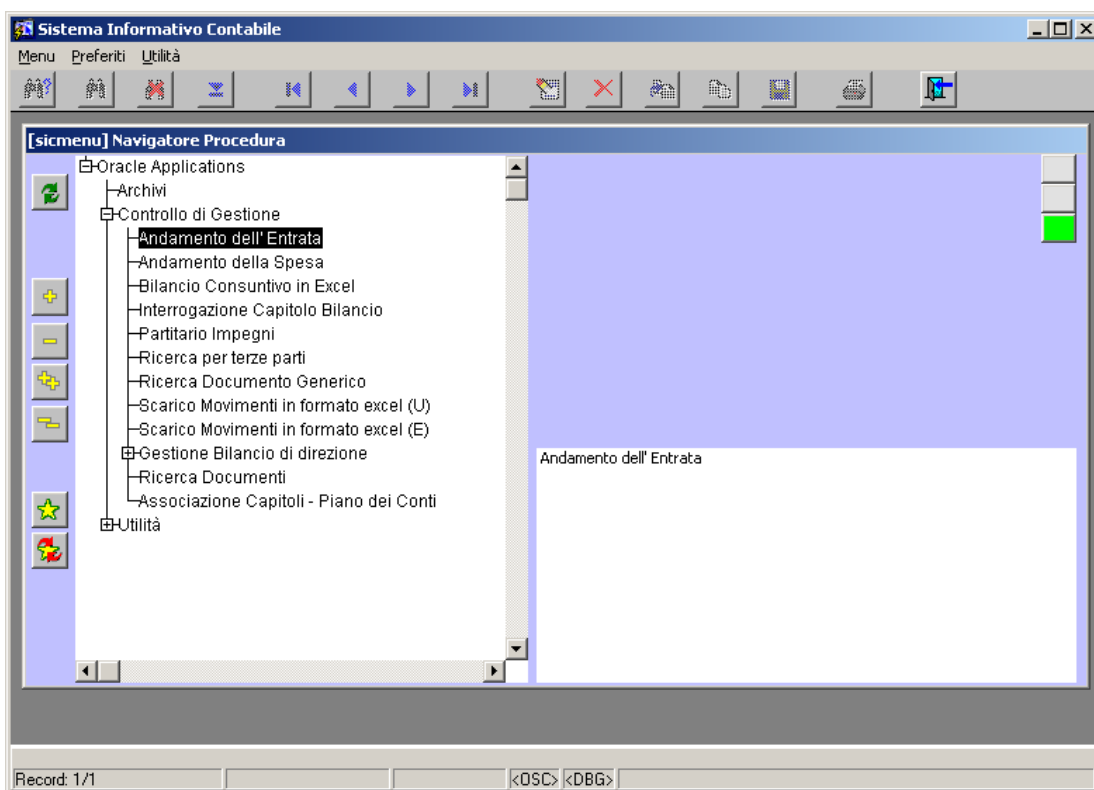 Sistema Informativo Contabile
Menu Preferiti Utilità
[sicmenu] Navigatore Procedura
Oracle Applications
Archivi
Controllo di Gestione
Andamento dell' Entrata
Andamento della Spesa
Bilancio Consuntivo in Excel
Interrogazione Capitolo Bilancio
Partitario Impegni
Ricerca per terze parti
Ricerca Documento Generico
Scarico Movimenti in formato excel (U)
Scarico Movimenti in formato excel (E)
Gestione Bilancio di direzione
Ricerca Documenti
Associazione Capitoli - Piano dei Conti
Utilità
Andamento dell' Entrata
Record: 1/1 <OSC> <DBG>